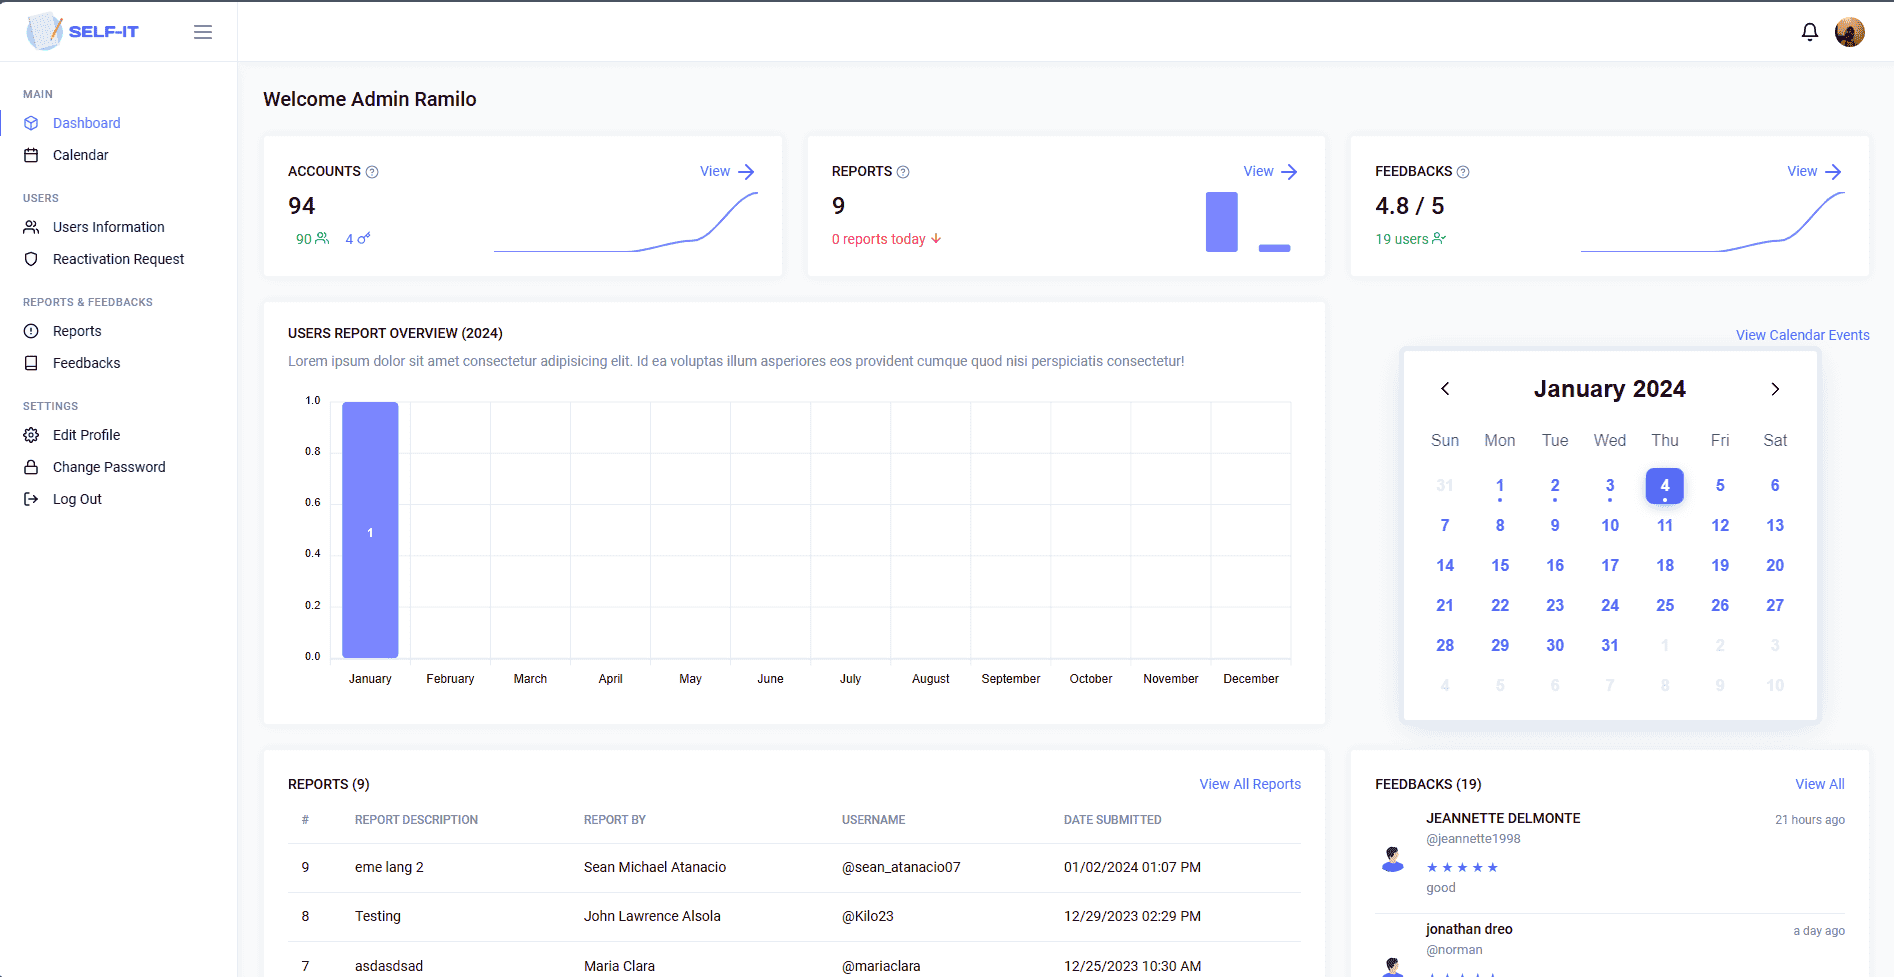 SELF-IT
MAIN
Dashboard
Calendar
USERS
Users Information
Reactivation Request
REPORTS & FEEDBACKS
Reports
Feedbacks
SETTINGS
Edit Profile
Change Password
Log Out
Welcome Admin Ramilo
ACCOUNTS
View
94
90
4
REPORTS
View
9
0 reports today
FEEDBACKS
View
4.8 / 5
19 users
USERS REPORT OVERVIEW (2024)
Lorem ipsum dolor sit amet consectetur adipisicing elit. Id ea voluptas illum asperiores eos provident cumque quod nisi perspiciatis consectetur!
1.0
0.8
0.6
0.4
0.2
0.0
1
January February March April May June July August September October November December
View Calendar Events
January 2024
Sun Mon Tue Wed Thu Fri Sat
31 1 2 3 4 5 6
7 8 9 10 11 12 13
14 15 16 17 18 19 20
21 22 23 24 25 26 27
28 29 30 31 1 2 3
4 5 6 7 8 9 10
REPORTS (9)
View All Reports
# REPORT DESCRIPTION REPORT BY USERNAME DATE SUBMITTED
9 eme lang 2 Sean Michael Atanacio @sean_atanacio07 01/02/2024 01:07 PM
8 Testing John Lawrence Alsola @Kilo23 12/29/2023 02:29 PM
7 asdasdsad Maria Clara @mariaclara 12/25/2023 10:30 AM
FEEDBACKS (19)
View All
JEANNETTE DELMONTE
21 hours ago
@jeannette1998
good
jonathan dreo
a day ago
@norman